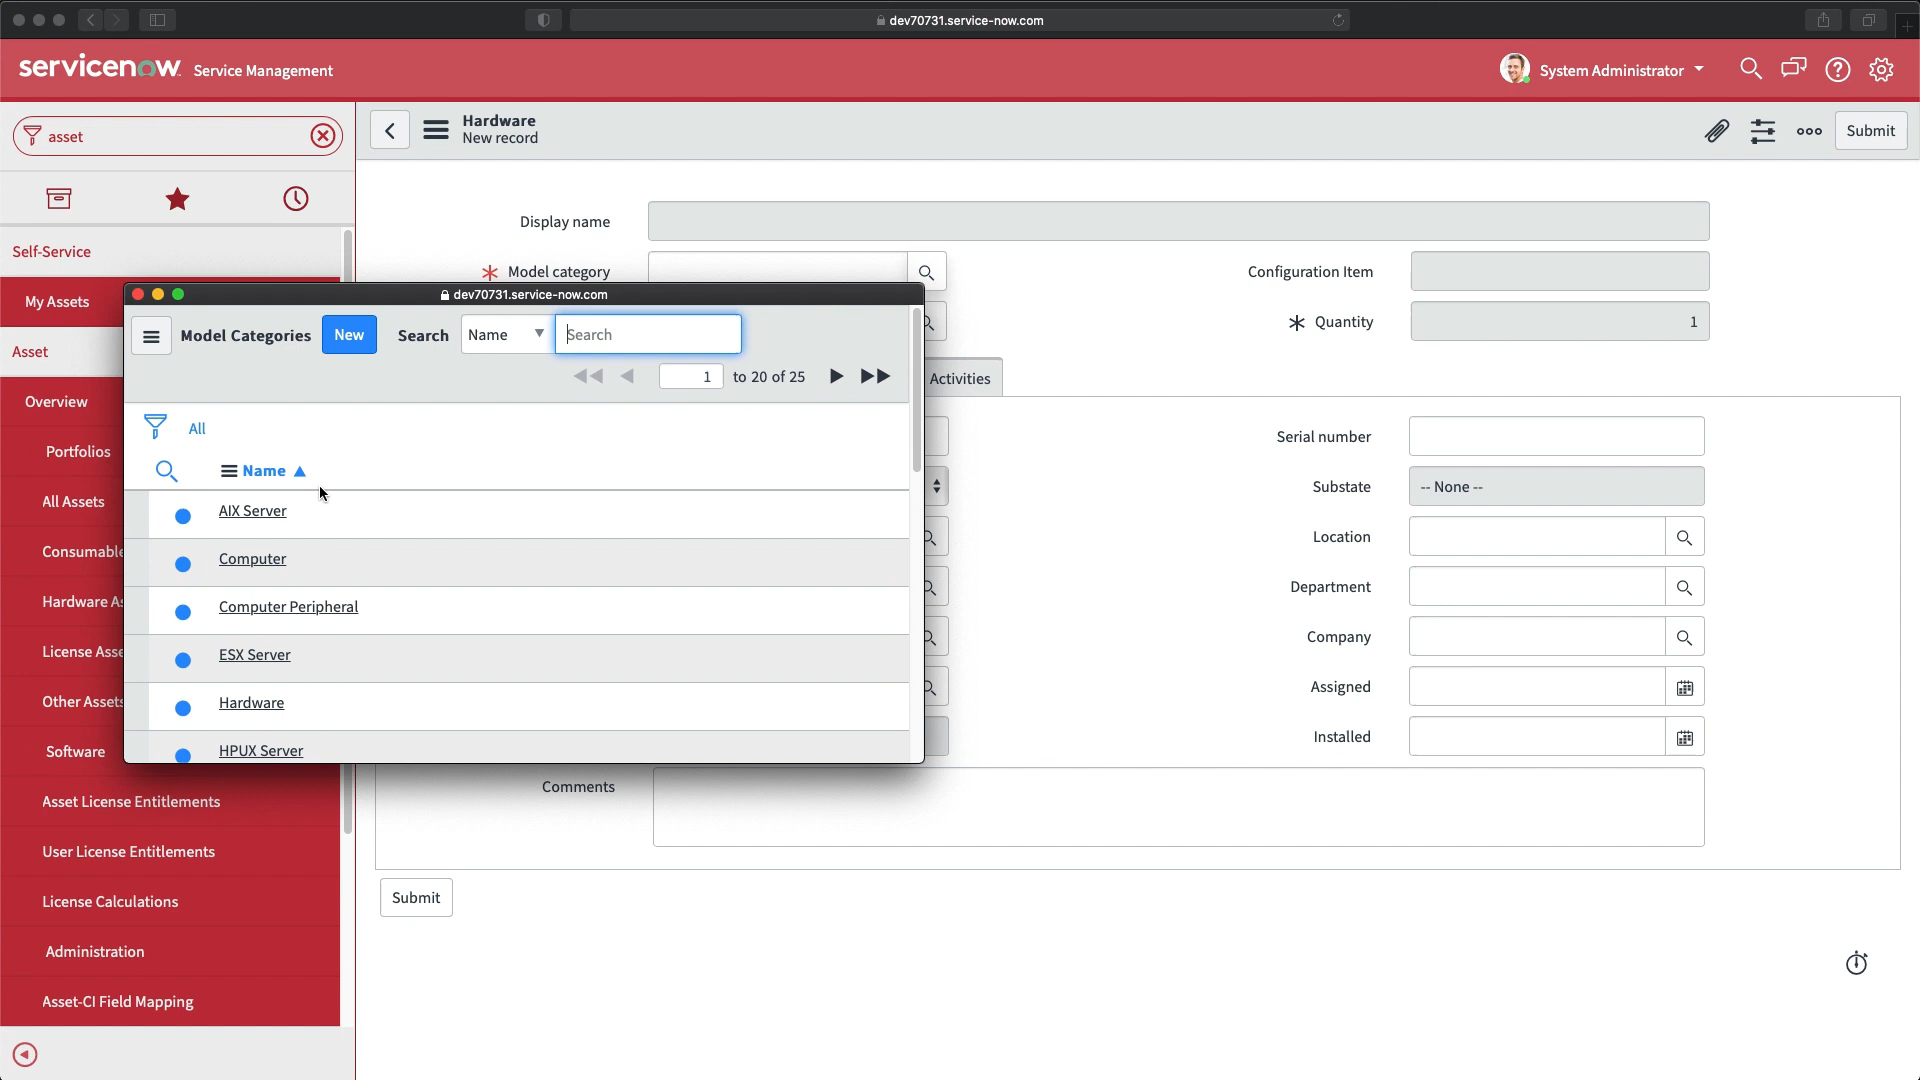 dev70731.service-now.com
servicenow Service Management
System Administrator
asset
Hardware
New record
Submit
Display name
Self-Service
Model category
Configuration Item
My Assets
dev70731.service-now.com
Model Categories
New
Search
Name
Search
Quantity
1
Asset
1 to 20 of 25
Activities
Overview
All
Serial number
Portfolios
Name
Substate
-- None --
All Assets
AIX Server
Location
Consumable
Computer
Department
Hardware As
Computer Peripheral
Company
License Asse
ESX Server
Assigned
Other Assets
Hardware
Installed
Software
HPUX Server
Comments
Asset License Entitlements
User License Entitlements
License Calculations
Submit
Administration
Asset-CI Field Mapping